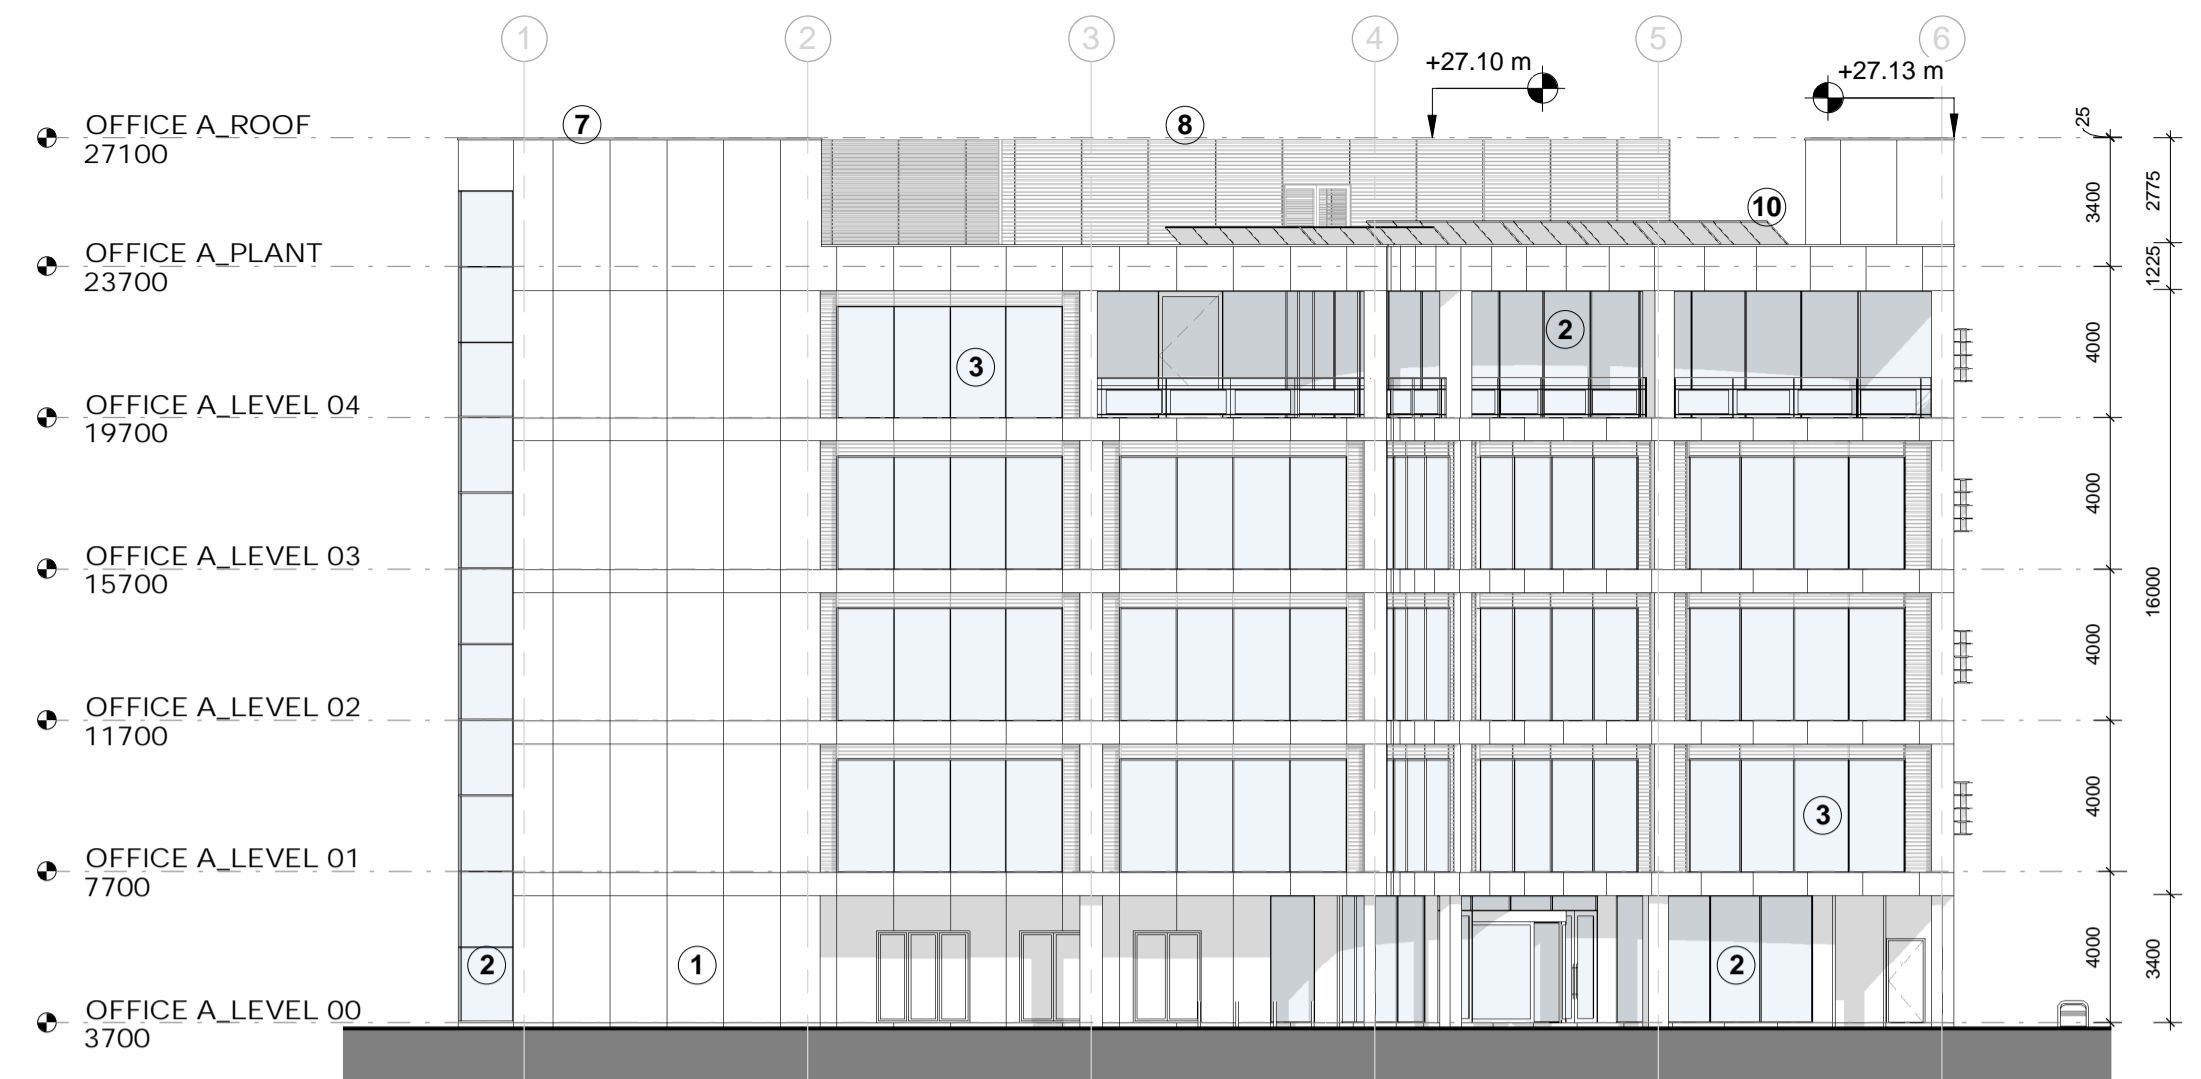 1 2 3 4 5 6
+27.10 m
+27.13 m
OFFICE A_ROOF
27100
7
8
25
3400
2775
10
OFFICE A_PLANT
23700
1225
2
3
4000
OFFICE A_LEVEL 04
19700
4000
OFFICE A_LEVEL 03
15700
16000
4000
OFFICE A_LEVEL 02
11700
4000
3
OFFICE A_LEVEL 01
7700
2
1
2
4000
3400
OFFICE A_LEVEL 00
3700